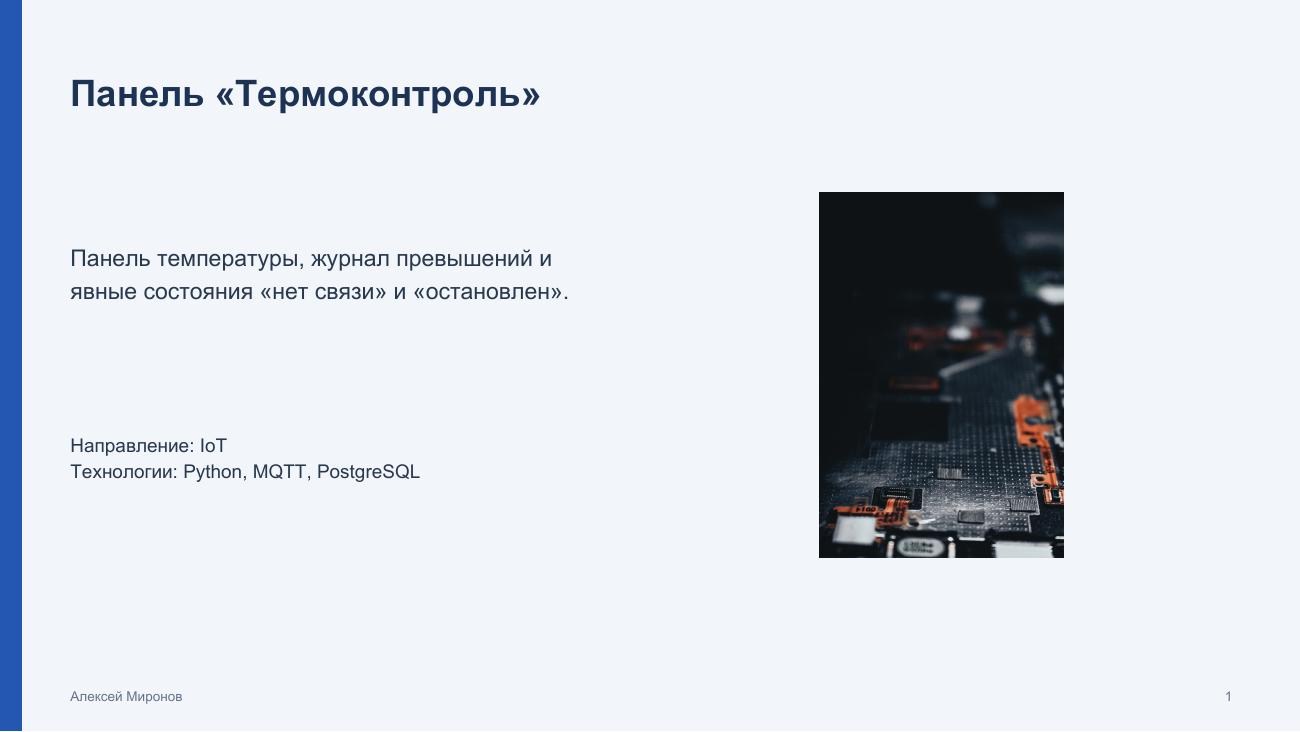 Панель «Термоконтроль»
Панель температуры, журнал превышений и
явные состояния «нет связи» и «остановлен».
Направление: IoT
Технологии: Python, MQTT, PostgreSQL
Алексей Миронов
1